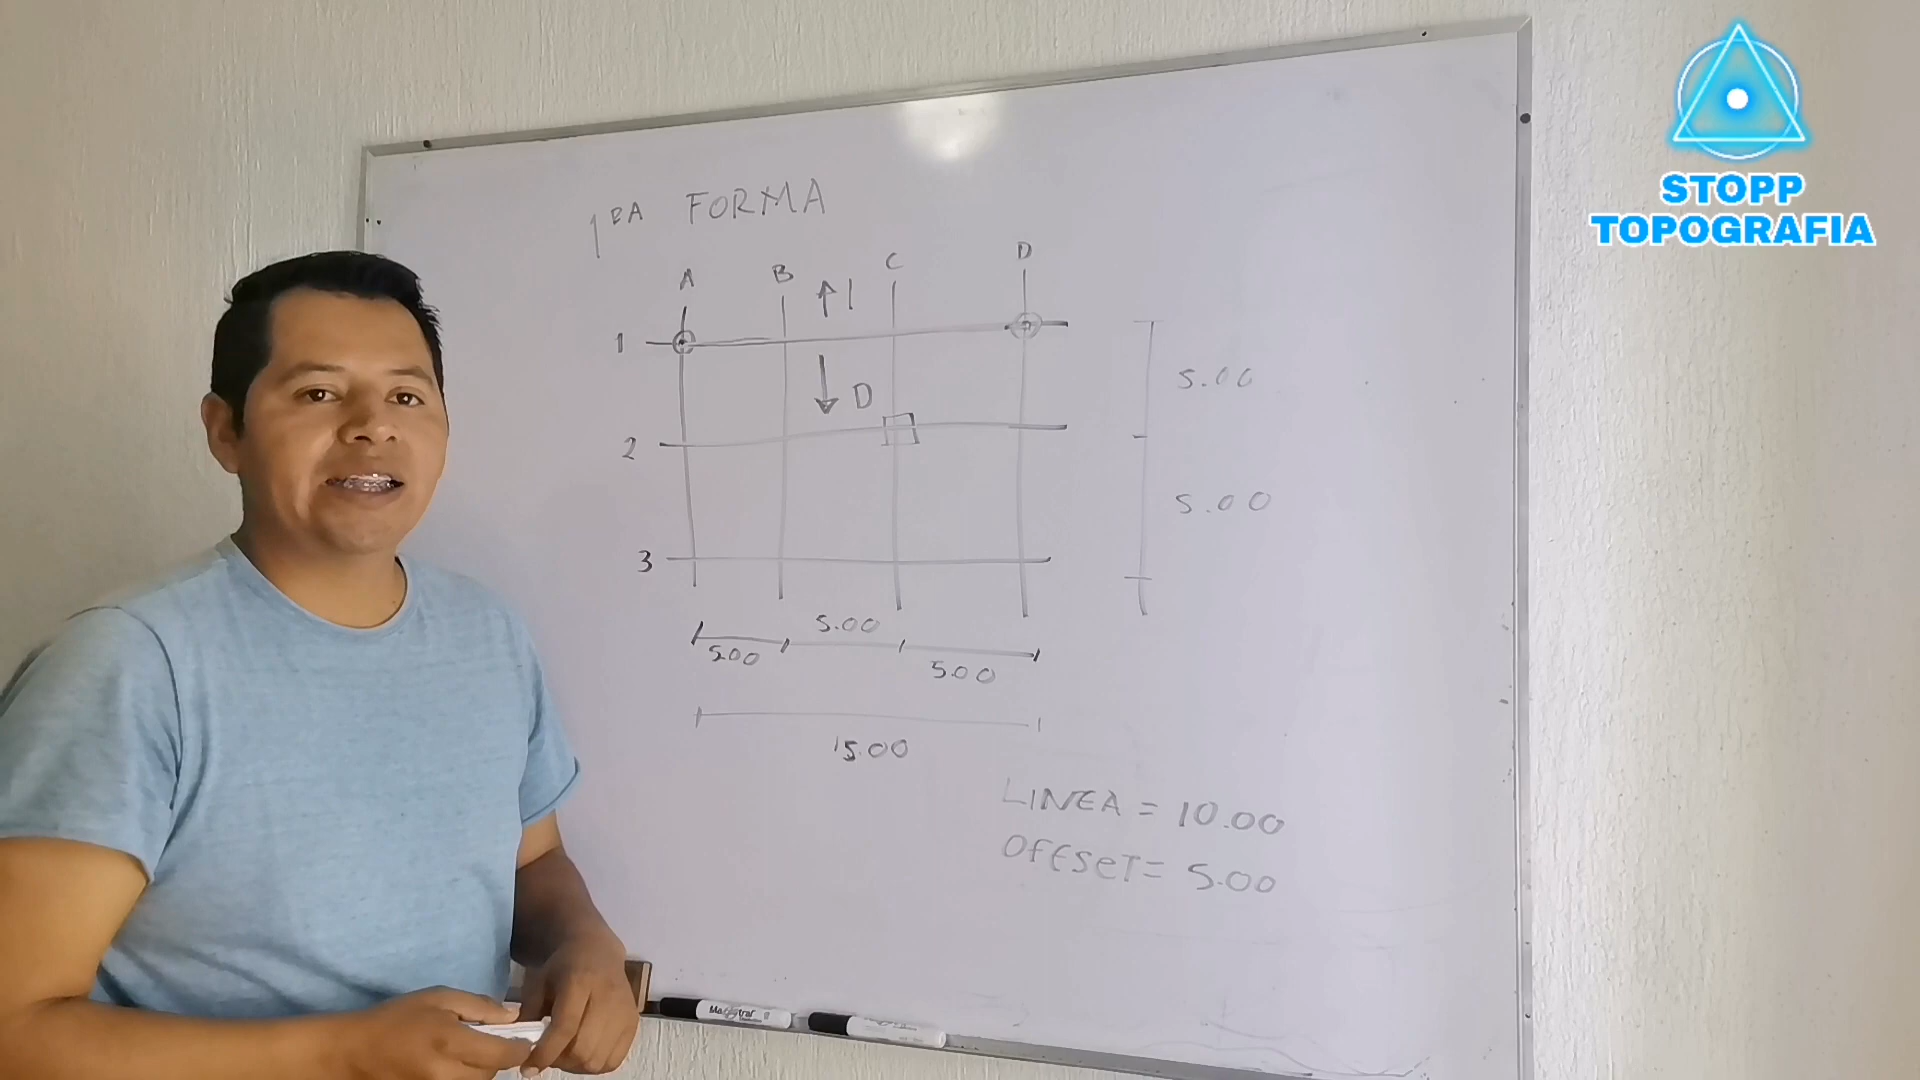 STOPP
TOPOGRAFIA
1RA FORMA
A B C D
1
I
D
2
3
5.00
5.00
5.00
5.00
5.00
15.00
LINEA = 10.00
OFESET = 5.00